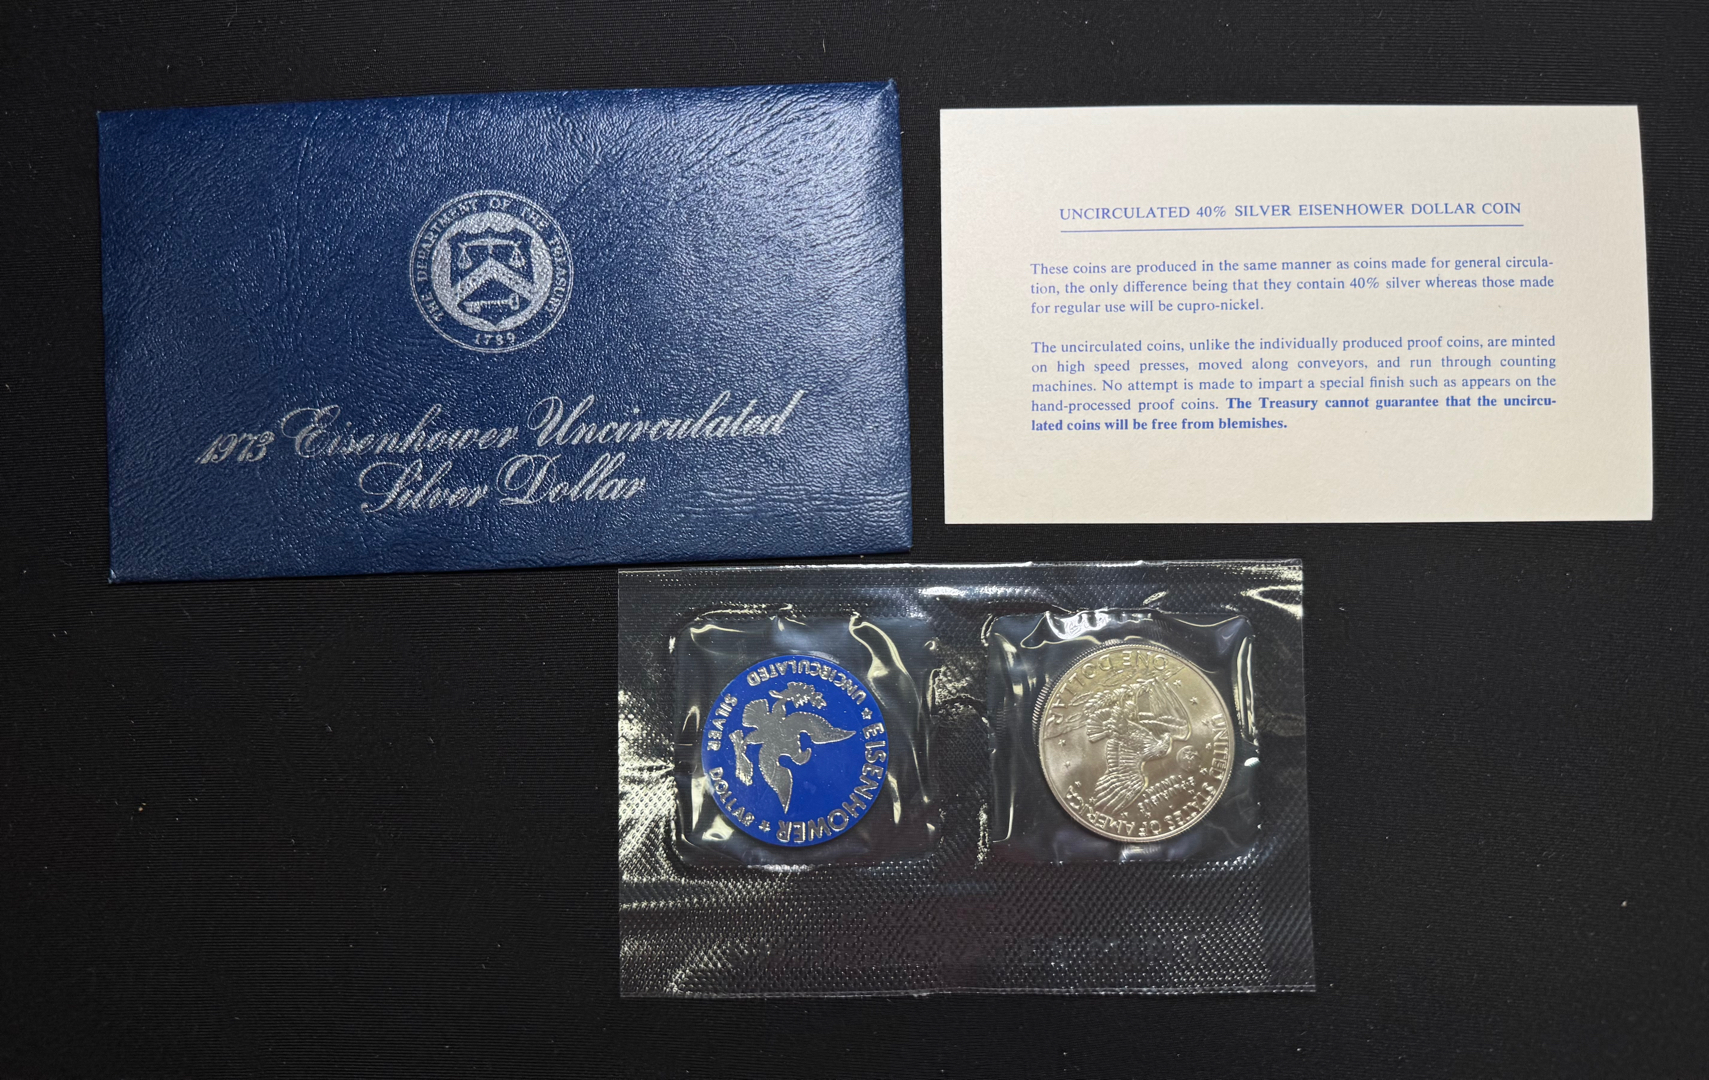 THE DEPARTMENT OF THE TREASURY
1789
1973 Eisenhower Uncirculated
Silver Dollar
UNCIRCULATED 40% SILVER EISENHOWER DOLLAR COIN
These coins are produced in the same manner as coins made for general circula-
tion, the only difference being that they contain 40% silver whereas those made
for regular use will be cupro-nickel.
The uncirculated coins, unlike the individually produced proof coins, are minted
on high speed presses, moved along conveyors, and run through counting
machines. No attempt is made to impart a special finish such as appears on the
hand-processed proof coins. The Treasury cannot guarantee that the uncircu-
lated coins will be free from blemishes.
EISENHOWER
UNCIRCULATED SILVER DOLLAR
UNITED STATES OF AMERICA
E PLURIBUS
UNUM
ONE DOLLAR